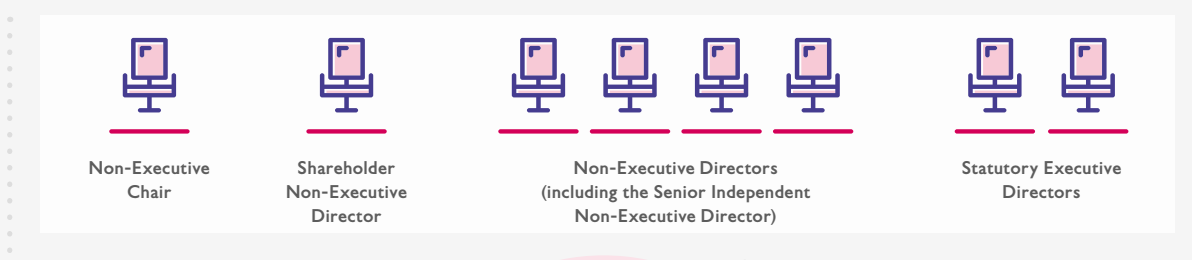 Non-Executive
Chair
Shareholder
Non-Executive
Director
Non-Executive Directors
(including the Senior Independent
Non-Executive Director)
Statutory Executive
Directors